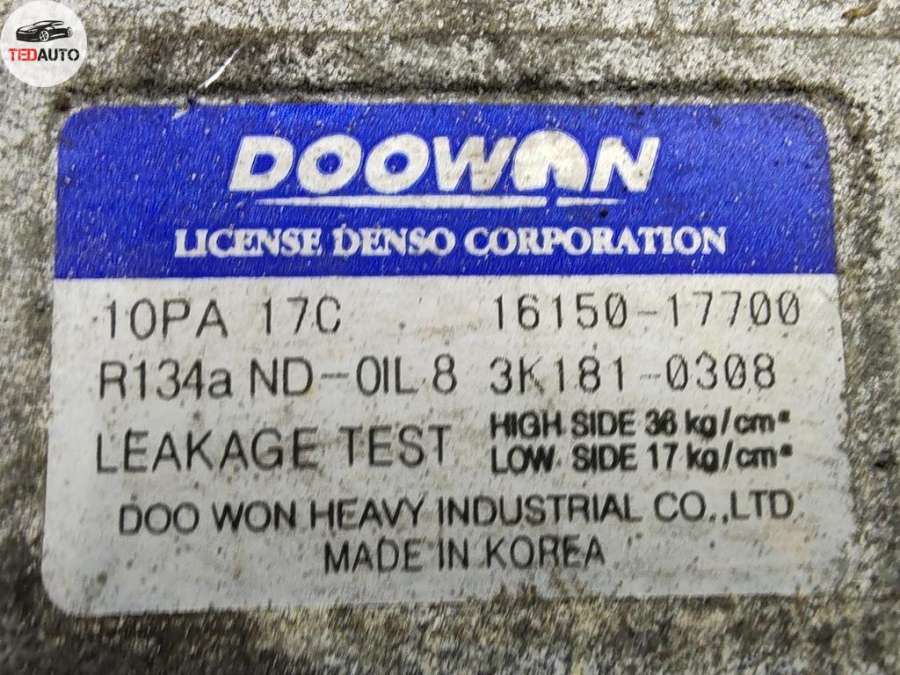 TEDAUTO
DOOWON
LICENSE DENSO CORPORATION
10PA 17C 16150-17700
R134a ND-OIL 8 3K181-0308
LEAKAGE TEST HIGH SIDE 36 kg/cm²
LOW SIDE 17 kg/cm²
DOO WON HEAVY INDUSTRIAL CO.,LTD
MADE IN KOREA